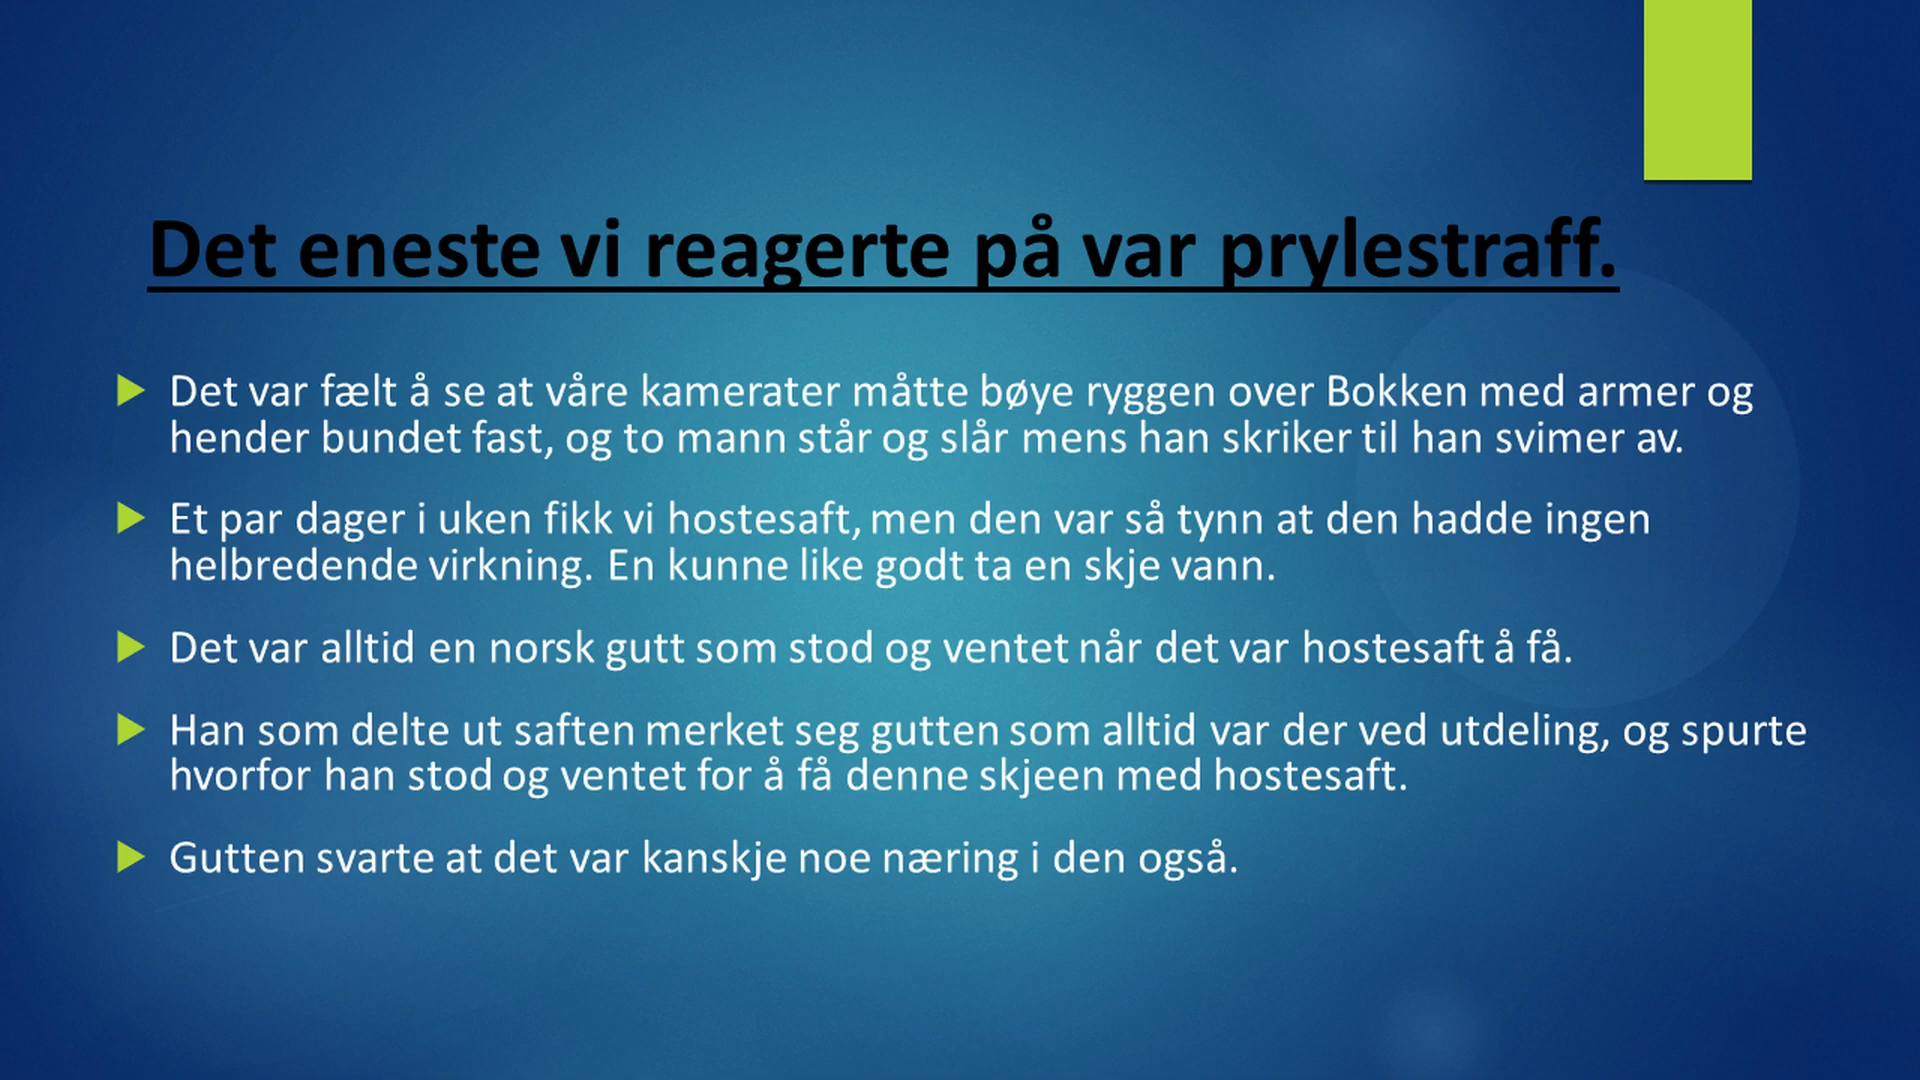 Det eneste vi reagerte på var prylestraff.
Det var fælt å se at våre kamerater måtte bøye ryggen over Bokken med armer og
hender bundet fast, og to mann står og slår mens han skriker til han svimer av.
Et par dager i uken fikk vi hostesaft, men den var så tynn at den hadde ingen
helbredende virkning. En kunne like godt ta en skje vann.
Det var alltid en norsk gutt som stod og ventet når det var hostesaft å få.
Han som delte ut saften merket seg gutten som alltid var der ved utdeling, og spurte
hvorfor han stod og ventet for å få denne skjeen med hostesaft.
Gutten svarte at det var kanskje noe næring i den også.